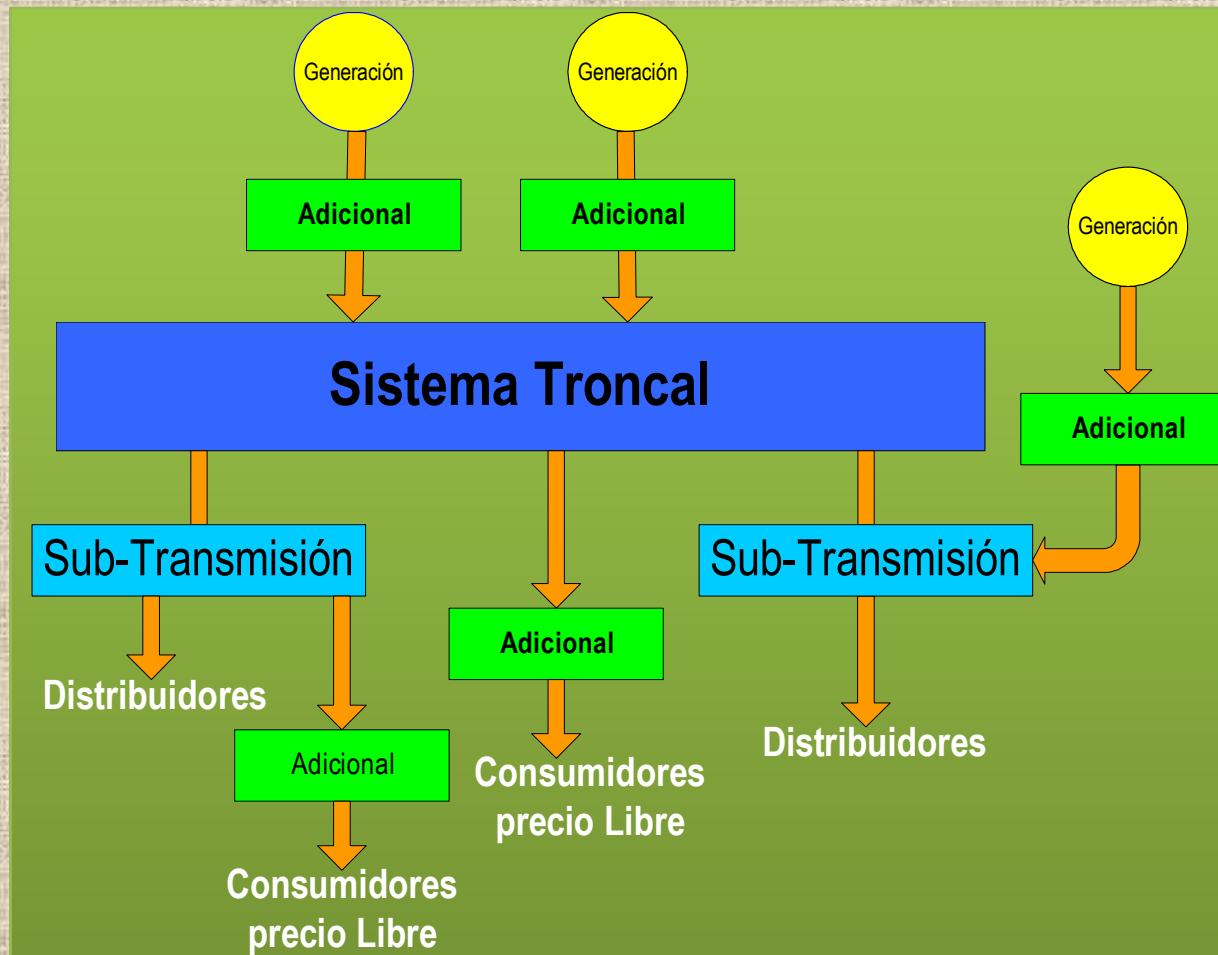 Generación
Generación
Adicional
Adicional
Generación
Sistema Troncal
Adicional
Sub-Transmisión
Sub-Transmisión
Adicional
Distribuidores
Distribuidores
Adicional
Consumidores
precio Libre
Consumidores
precio Libre